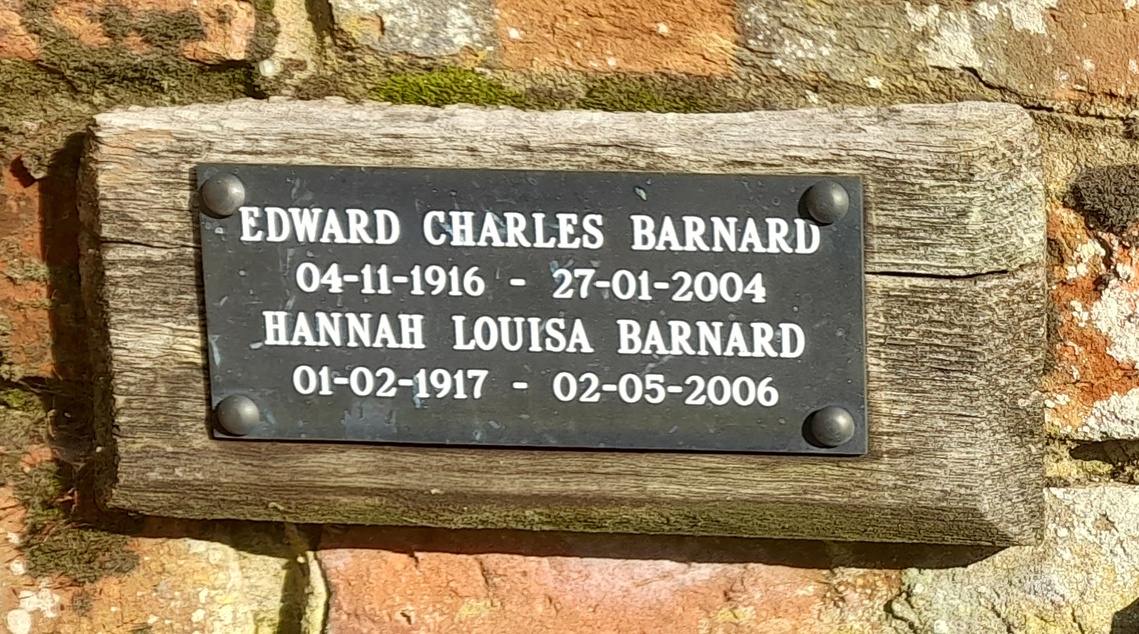 EDWARD CHARLES BARNARD
04-11-1916 - 27-01-2004
HANNAH LOUISA BARNARD
01-02-1917 - 02-05-2006